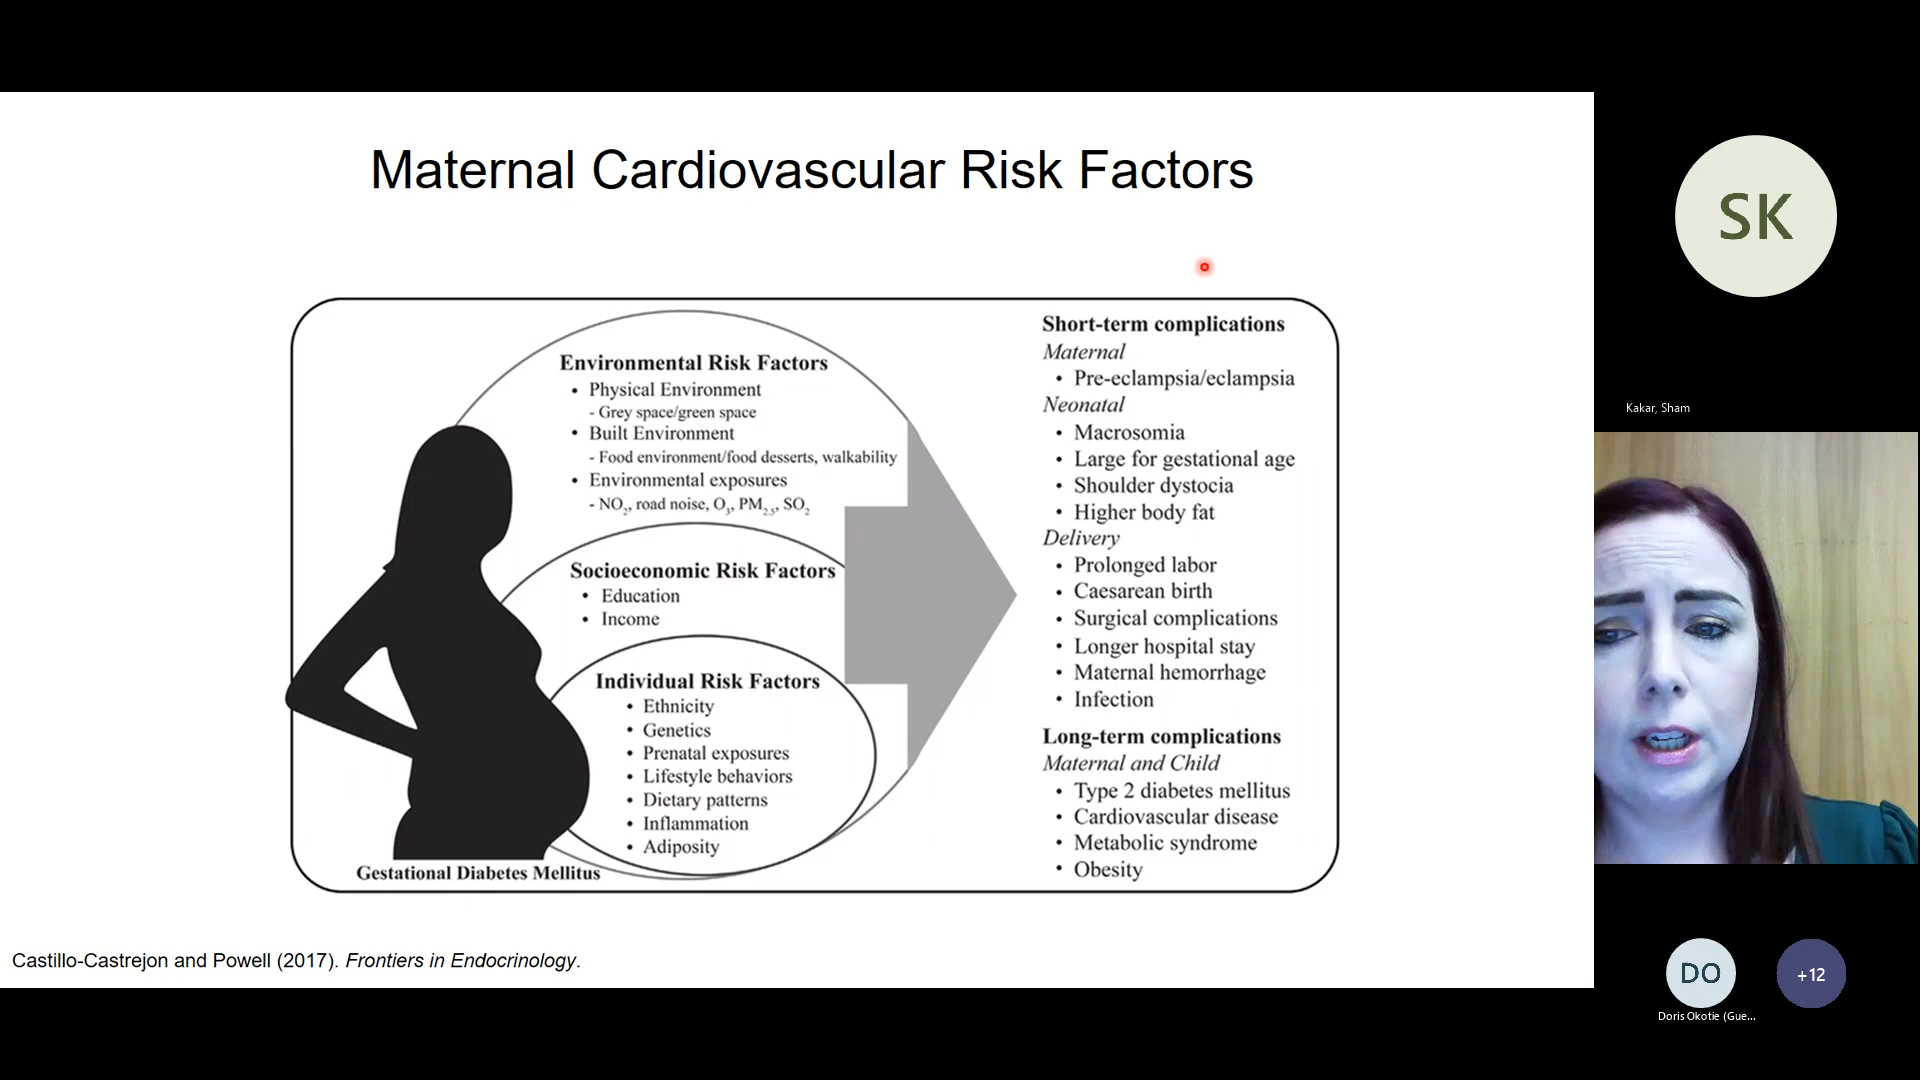 Maternal Cardiovascular Risk Factors
Environmental Risk Factors
• Physical Environment
- Grey space/green space
• Built Environment
- Food environment/food desserts, walkability
• Environmental exposures
- NO2, road noise, O3, PM2.5, SO2
Socioeconomic Risk Factors
• Education
• Income
Individual Risk Factors
• Ethnicity
• Genetics
• Prenatal exposures
• Lifestyle behaviors
• Dietary patterns
• Inflammation
• Adiposity
Gestational Diabetes Mellitus
Short-term complications
Maternal
• Pre-eclampsia/eclampsia
Neonatal
• Macrosomia
• Large for gestational age
• Shoulder dystocia
• Higher body fat
Delivery
• Prolonged labor
• Caesarean birth
• Surgical complications
• Longer hospital stay
• Maternal hemorrhage
• Infection
Long-term complications
Maternal and Child
• Type 2 diabetes mellitus
• Cardiovascular disease
• Metabolic syndrome
• Obesity
Castillo-Castrejon and Powell (2017). Frontiers in Endocrinology.
SK
Kakar, Sham
DO
+12
Doris Okotie (Gue...